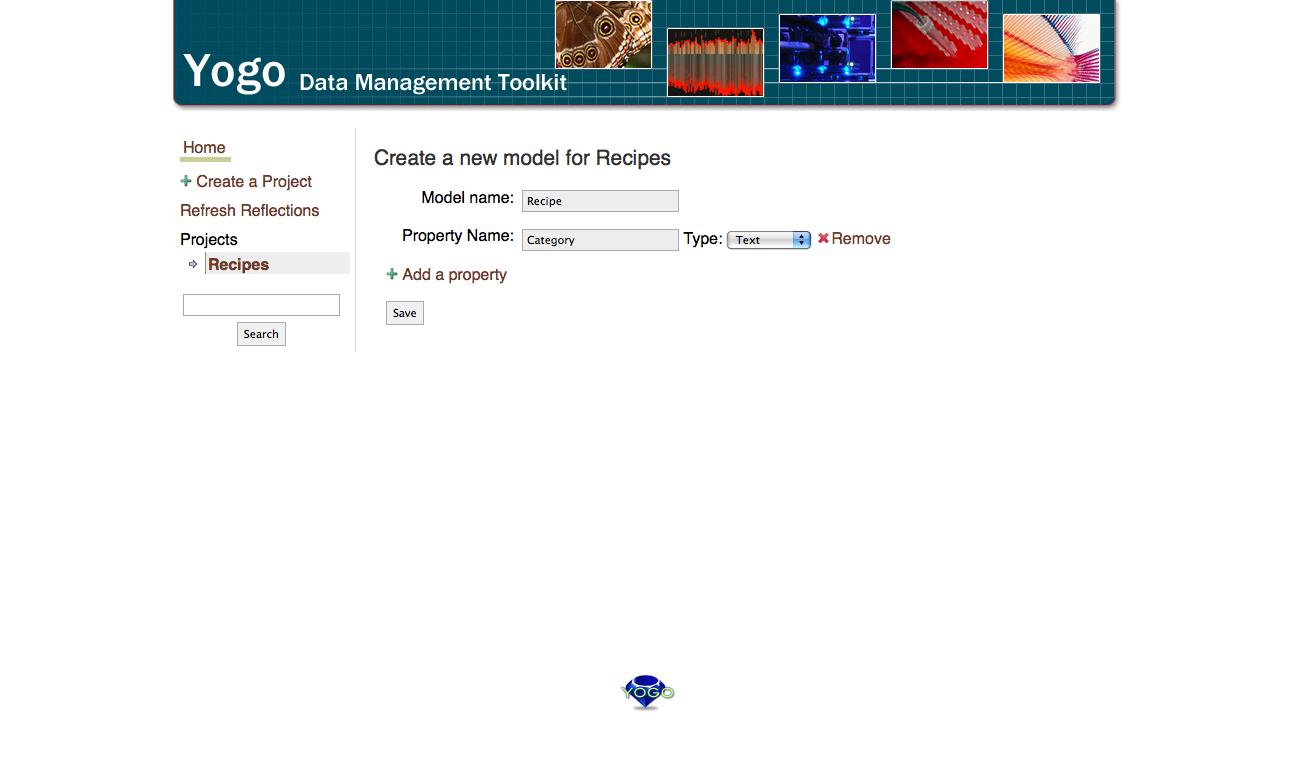 Yogo Data Management Toolkit
Home
Create a Project
Refresh Reflections
Projects
Recipes
Search
Create a new model for Recipes
Model name: Recipe
Property Name: Category Type: Text Remove
Add a property
Save
YOGO